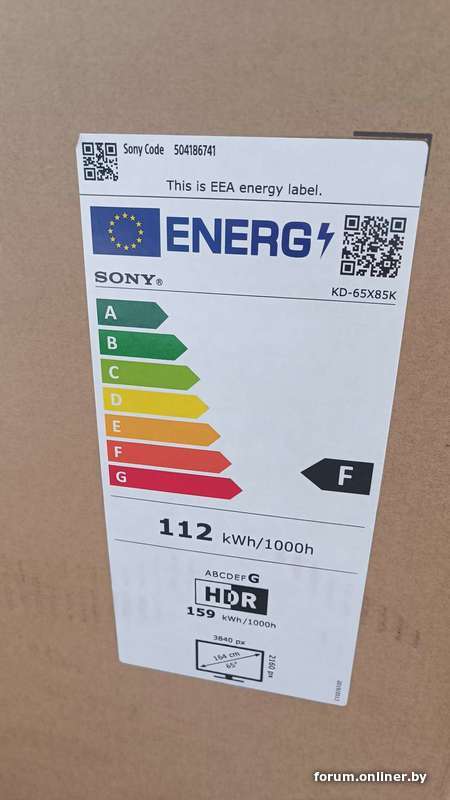 Sony Code 504186741
This is EEA energy label.
ENERG
SONY®
KD-65X85K
A
B
C
D
E
F
G
F
112 kWh/1000h
ABCDEFG
HDR
159 kWh/1000h
3840 px
2160 px
164 cm
65"
forum.onliner.by